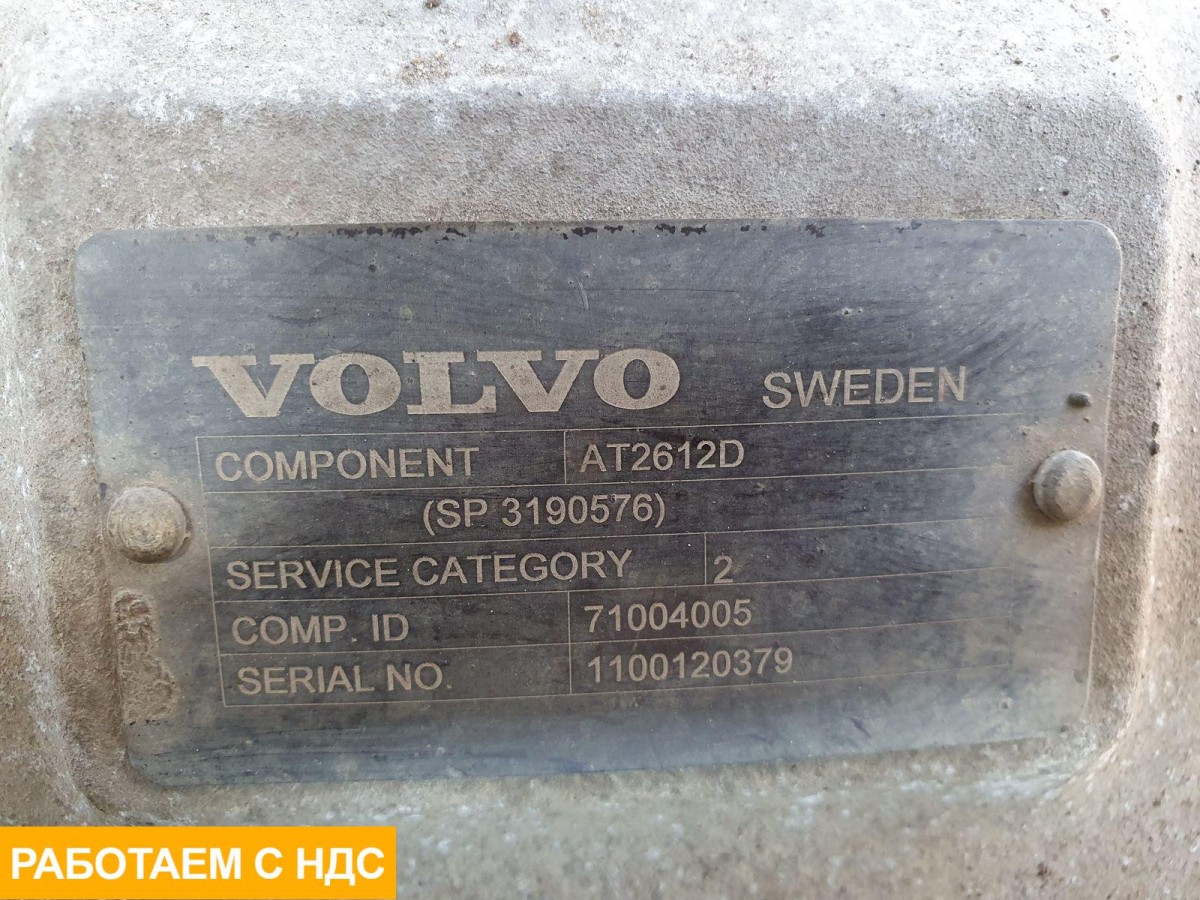 VOLVO SWEDEN
COMPONENT AT2612D
(SP 3190576)
SERVICE CATEGORY 2
COMP. ID 71004005
SERIAL NO. 1100120379
РАБОТАЕМ С НДС